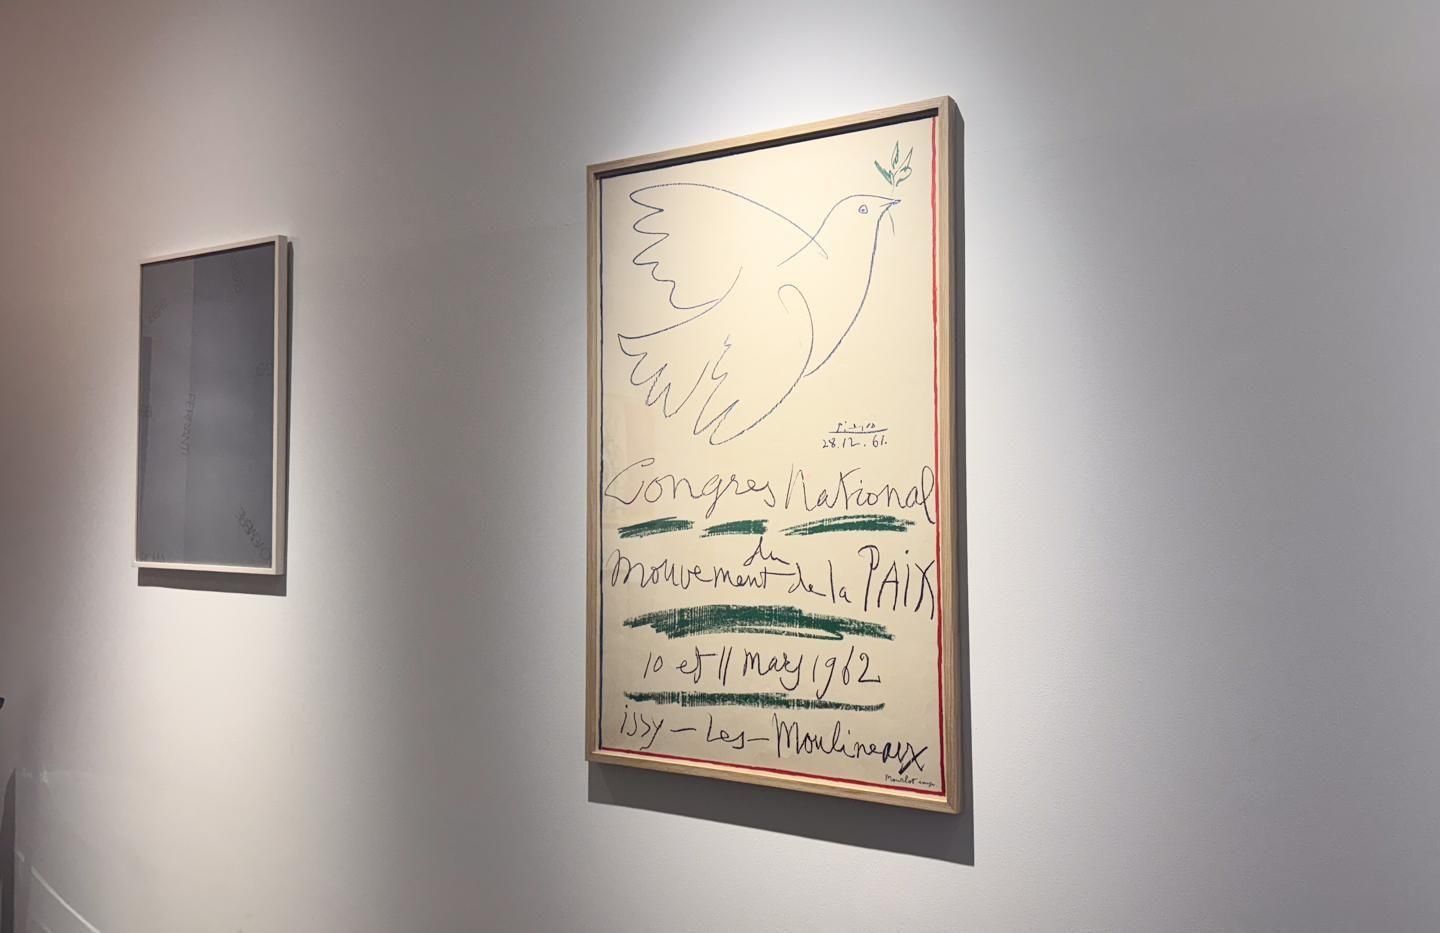 Picasso
28.12.61.
Congres National
du
Mouvement de la PAIX
10 et 11 Mars 1962
issy-Les-Moulineaux
Mourlot imp.